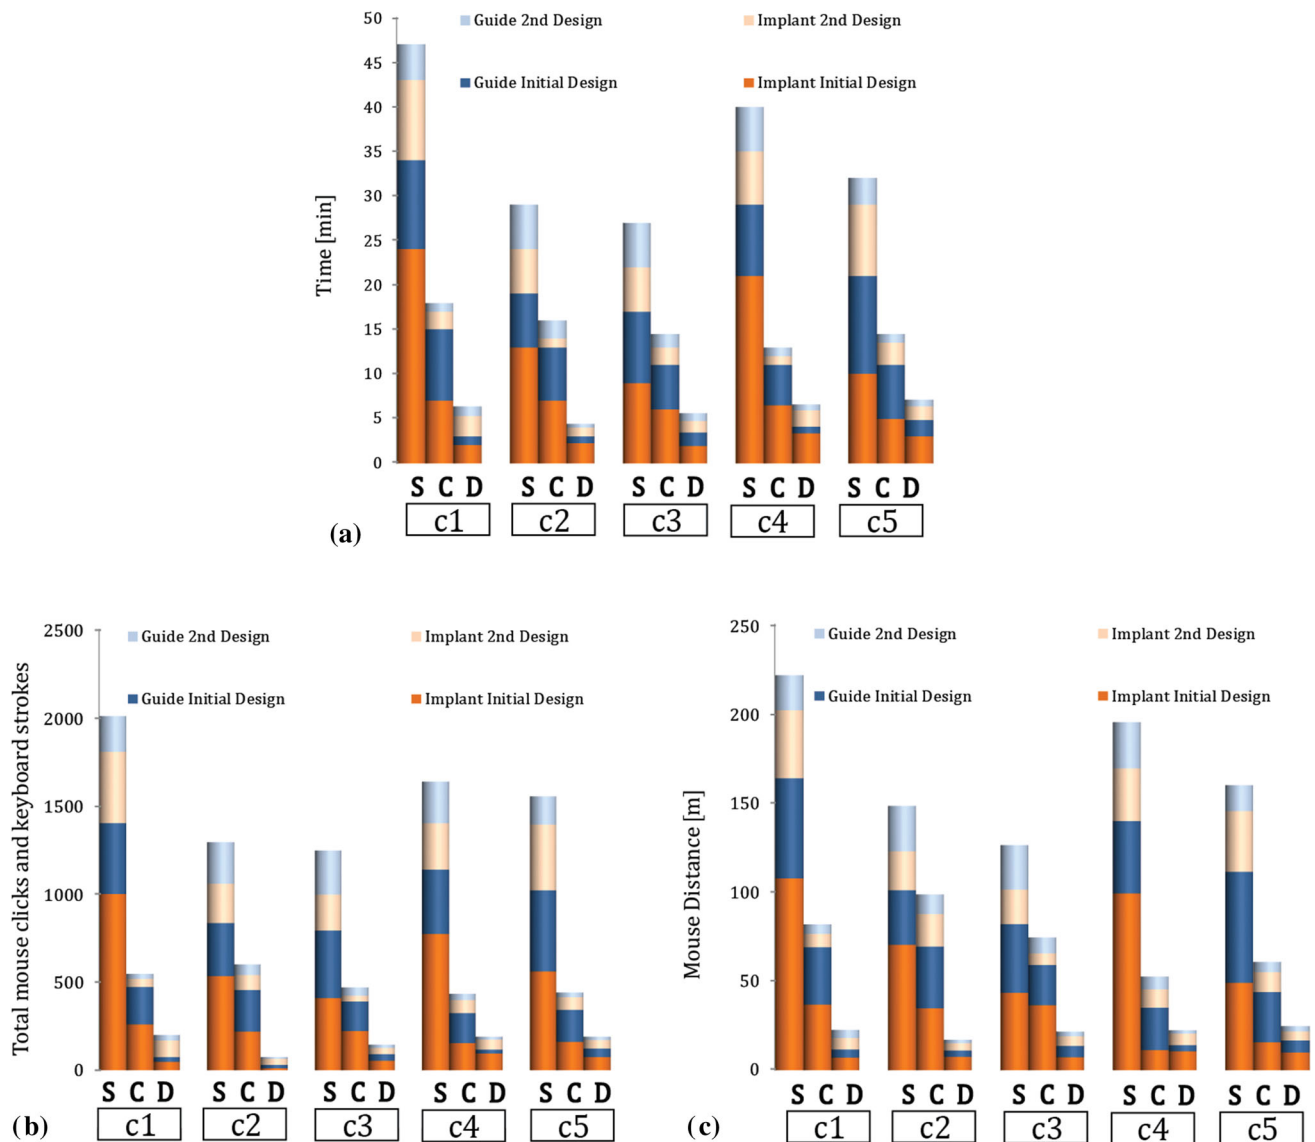 50
Guide 2nd Design Implant 2nd Design
45
Guide Initial Design Implant Initial Design
40
35
30
25
20
15
10
5
0
Time [min]
S C D S C D S C D S C D S C D
c1 c2 c3 c4 c5
(a)
2500
Guide 2nd Design Implant 2nd Design
Guide Initial Design Implant Initial Design
2000
1500
1000
500
0
Total mouse clicks and keyboard strokes
S C D S C D S C D S C D S C D
c1 c2 c3 c4 c5
(b)
250
Guide 2nd Design Implant 2nd Design
Guide Initial Design Implant Initial Design
200
150
100
50
0
Mouse Distance [m]
S C D S C D S C D S C D S C D
c1 c2 c3 c4 c5
(c)